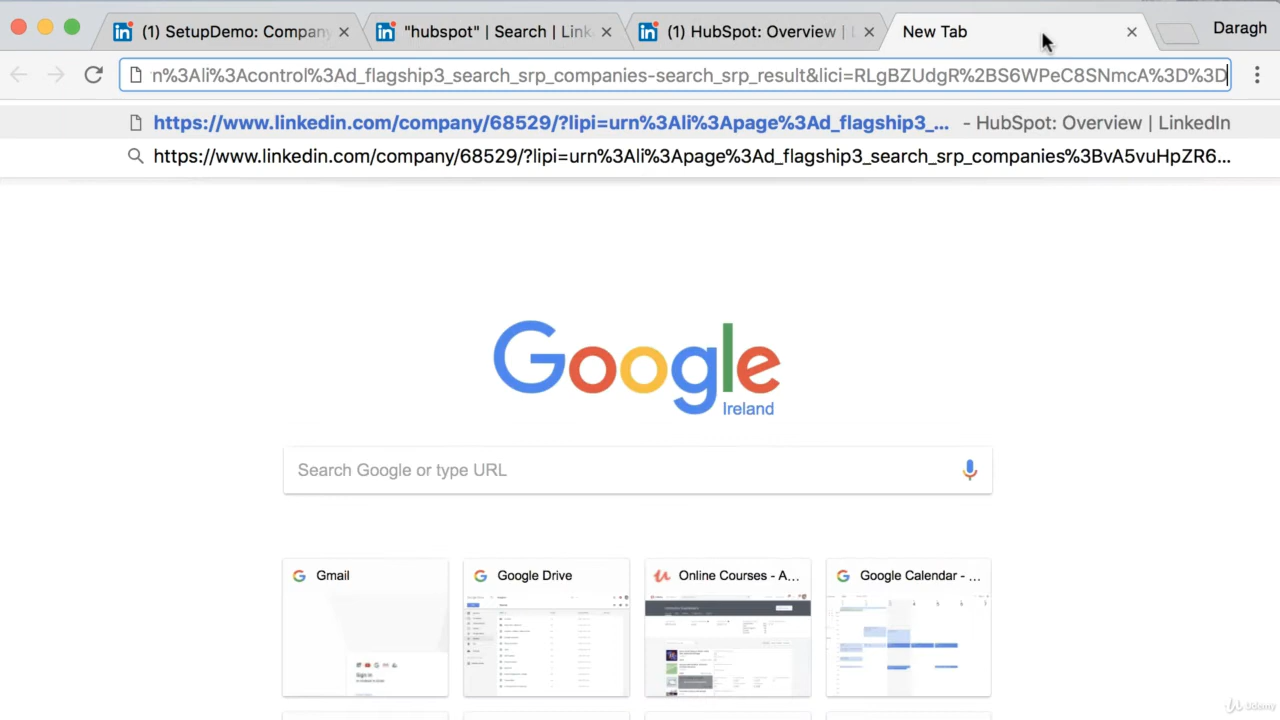 (1) SetupDemo: Company
"hubspot" | Search | Link
(1) HubSpot: Overview |
New Tab
Daragh
n%3Ali%3Acontrol%3Ad_flagship3_search_srp_companies-search_srp_result&lici=RLgBZUdgR%2BS6WPeC8SNmcA%3D%3D
https://www.linkedin.com/company/68529/?lipi=urn%3Ali%3Apage%3Ad_flagship3_... - HubSpot: Overview | LinkedIn
https://www.linkedin.com/company/68529/?lipi=urn%3Ali%3Apage%3Ad_flagship3_search_srp_companies%3BvA5vuHpZR6...
Google
Ireland
Search Google or type URL
Gmail
Google Drive
Online Courses - A...
Google Calendar - ...
Sign in
Udemy